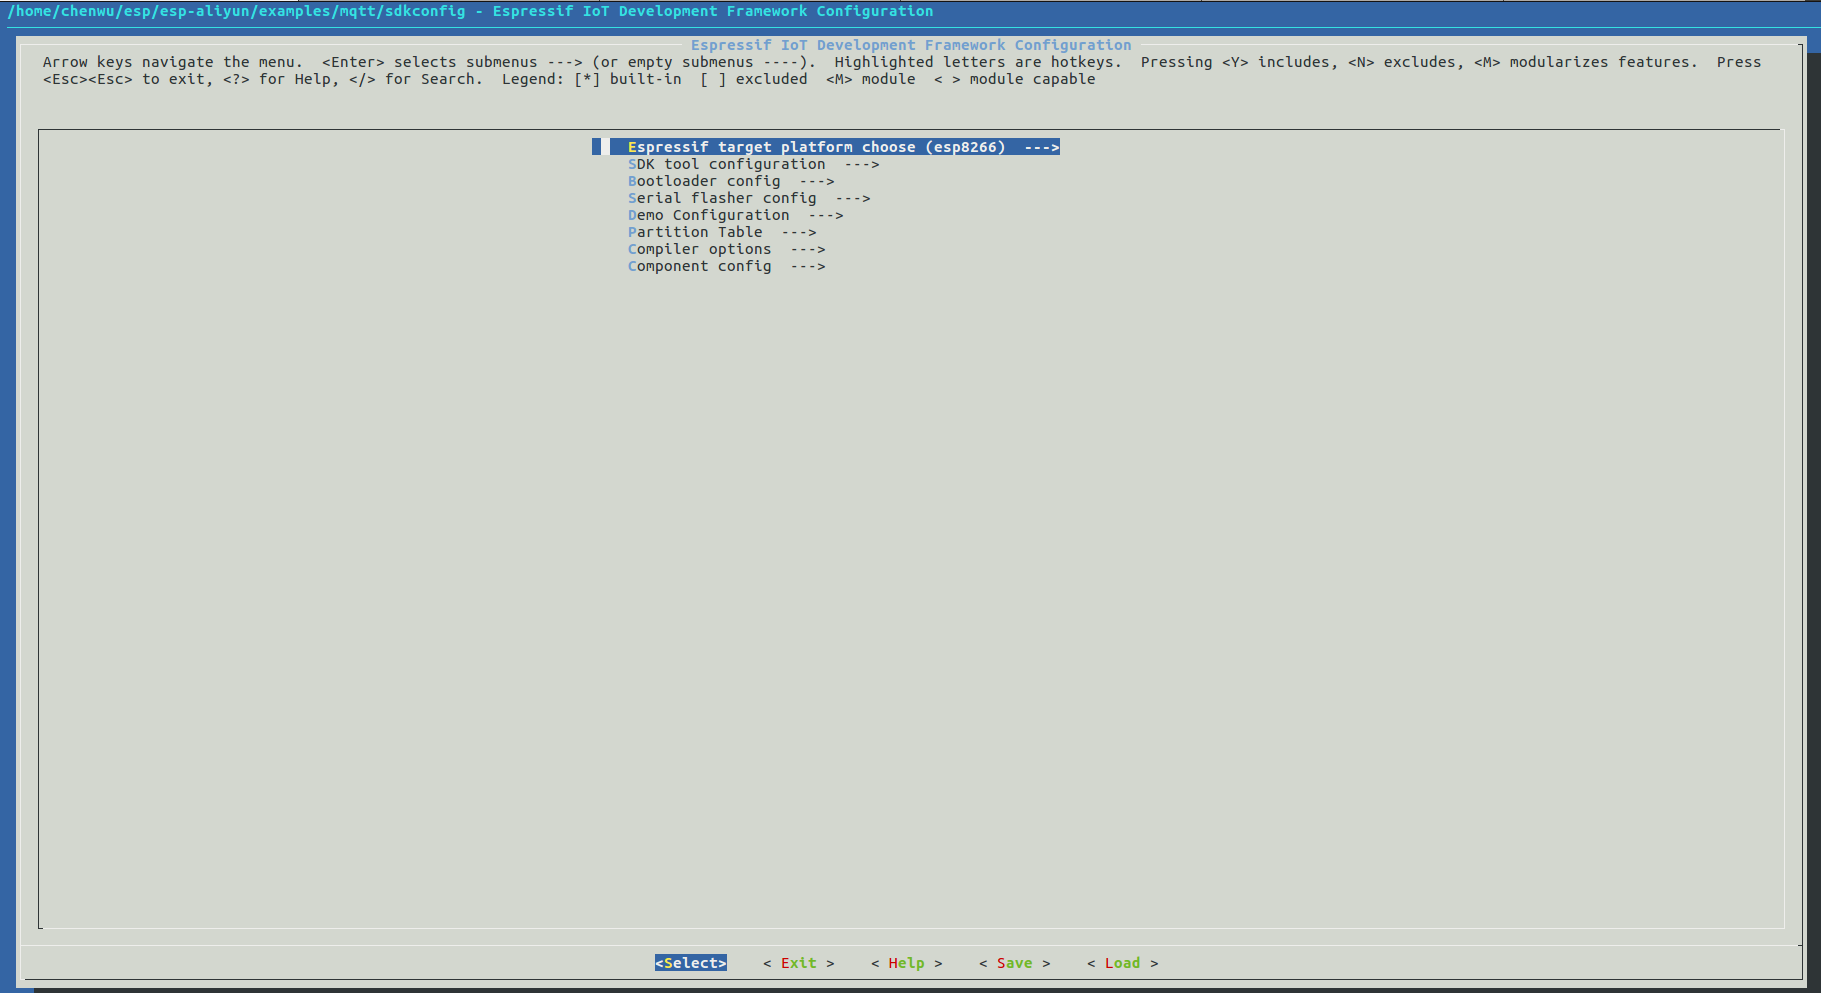 /home/chenwu/esp/esp-aliyun/examples/mqtt/sdkconfig - Espressif IoT Development Framework Configuration
Espressif IoT Development Framework Configuration
Arrow keys navigate the menu.  <Enter> selects submenus ---> (or empty submenus ----).  Highlighted letters are hotkeys.  Pressing <Y> includes, <N> excludes, <M> modularizes features.  Press
<Esc><Esc> to exit, <?> for Help, </> for Search.  Legend: [*] built-in  [ ] excluded  <M> module  < > module capable
Espressif target platform choose (esp8266)  --->
SDK tool configuration  --->
Bootloader config  --->
Serial flasher config  --->
Demo Configuration  --->
Partition Table  --->
Compiler options  --->
Component config  --->
<Select>    < Exit >    < Help >    < Save >    < Load >